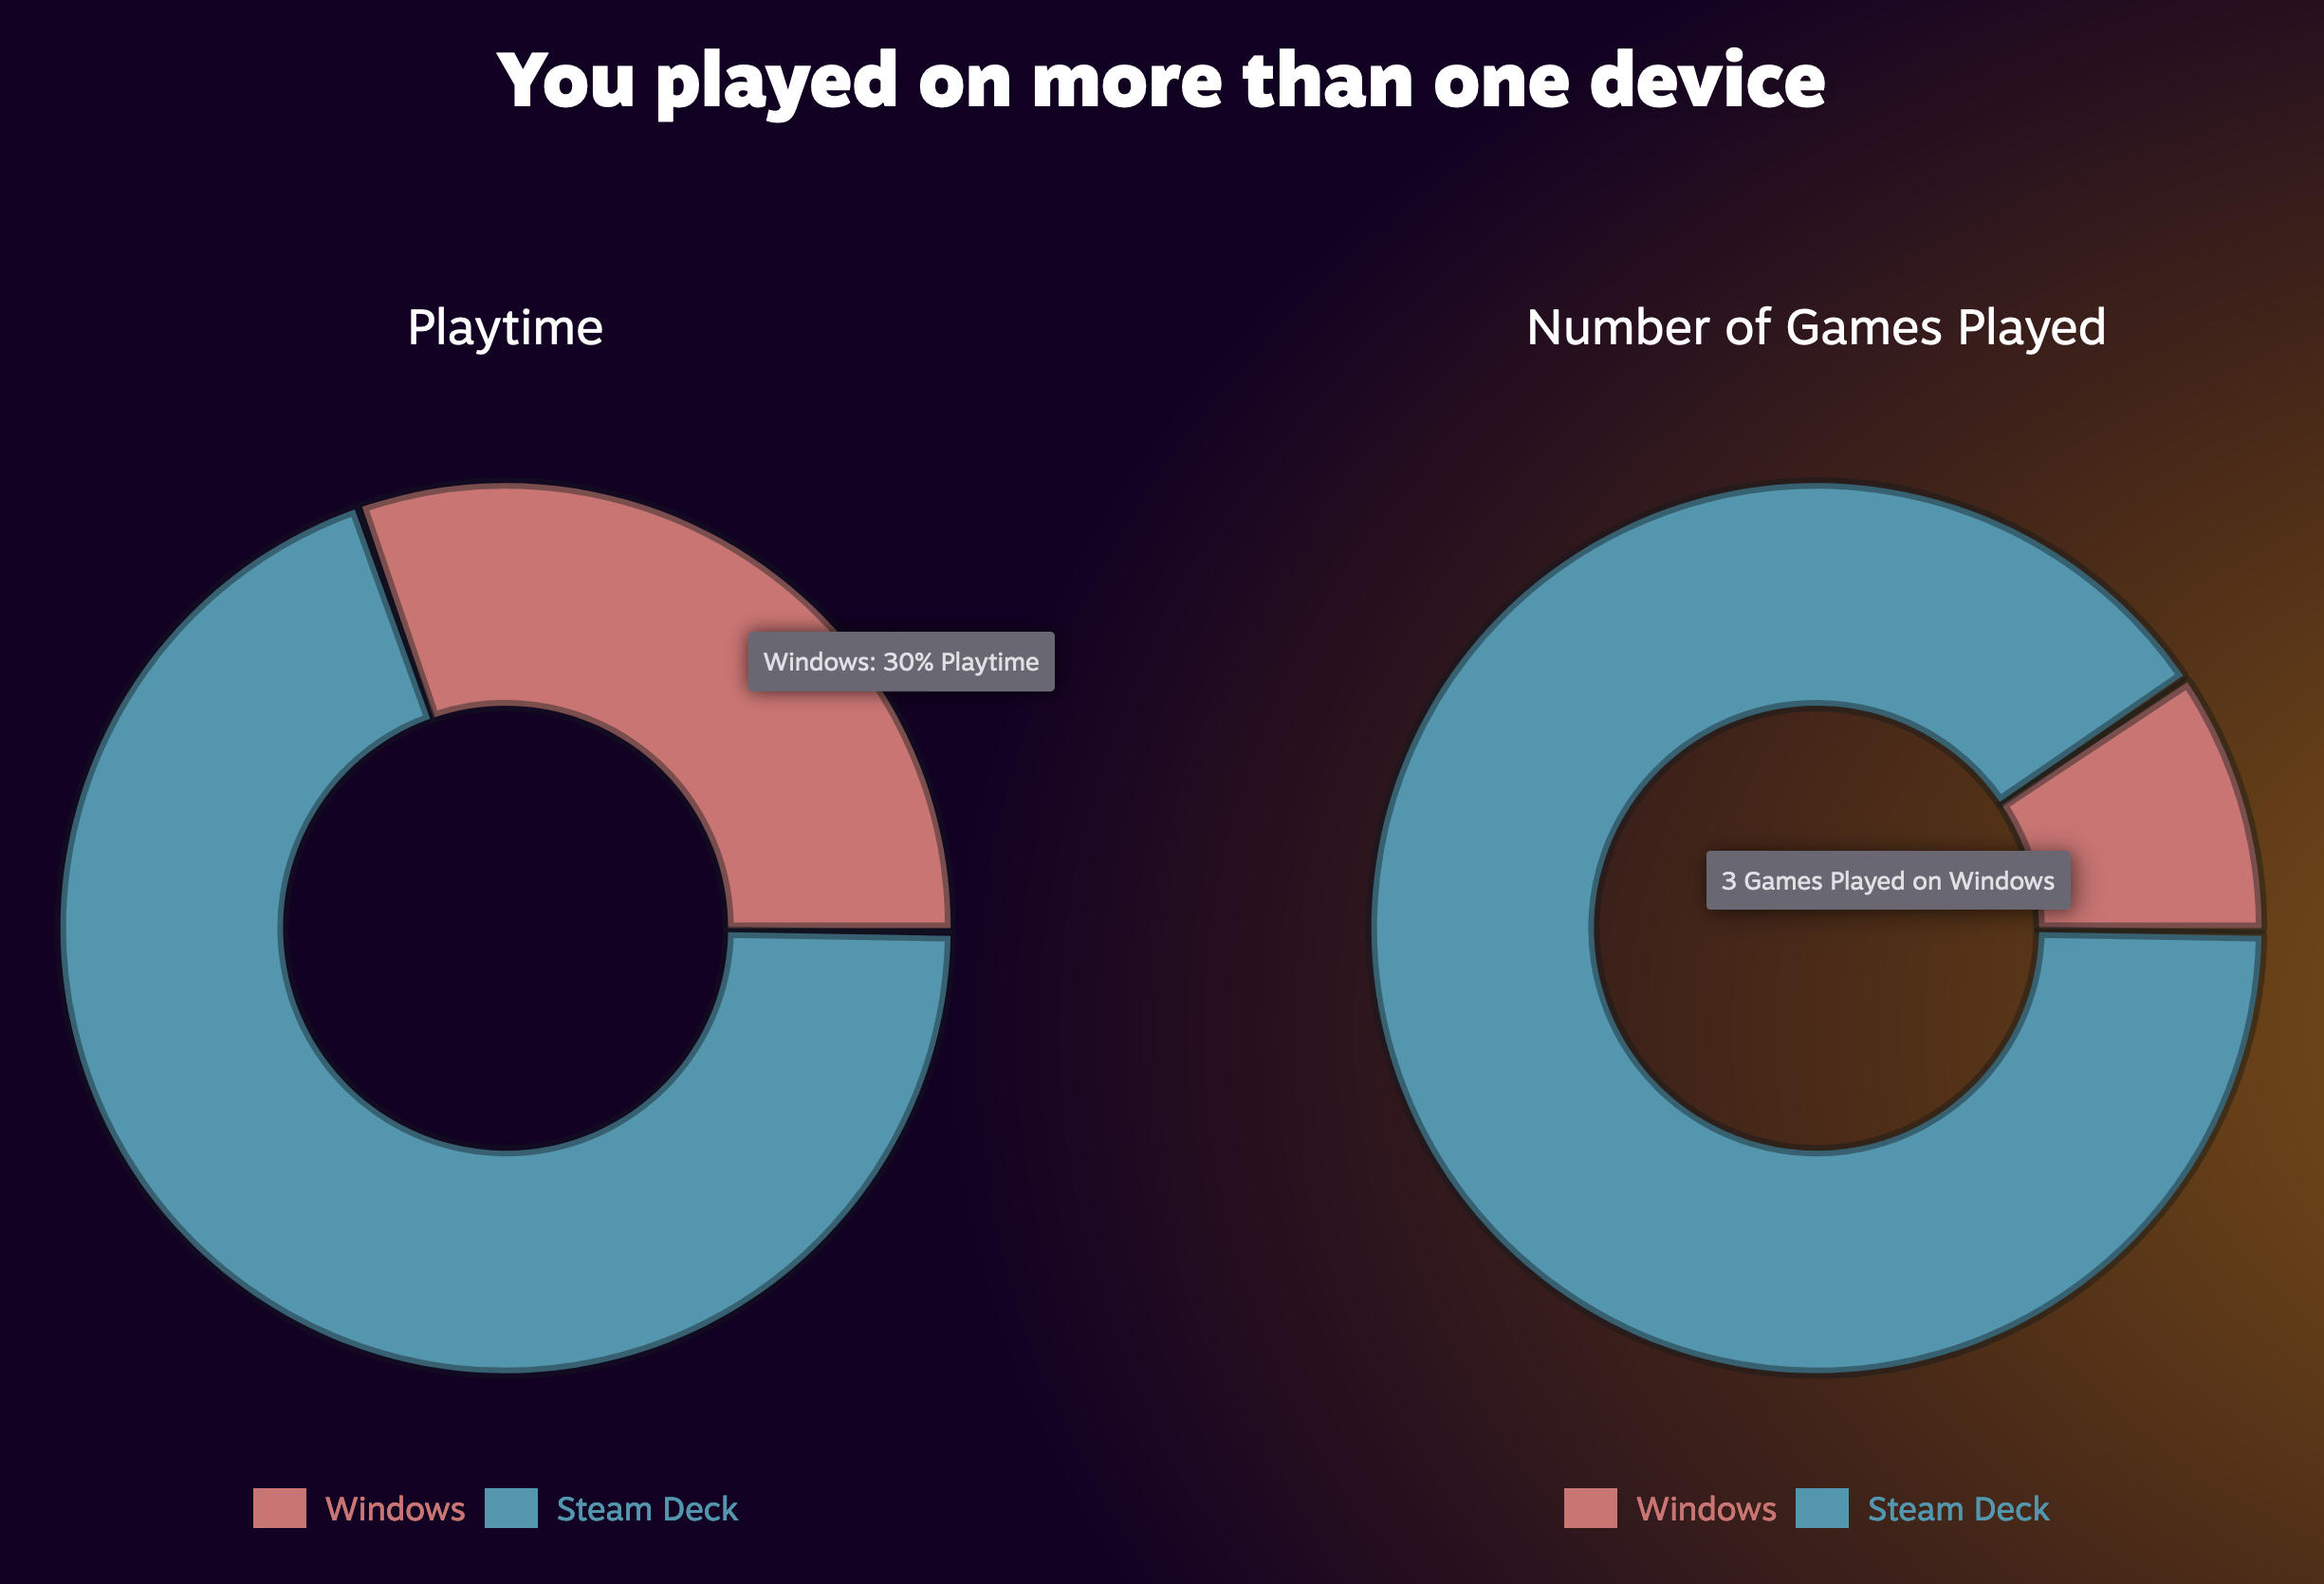 You played on more than one device
Playtime
Number of Games Played
Windows: 30% Playtime
3 Games Played on Windows
Windows Steam Deck
Windows Steam Deck